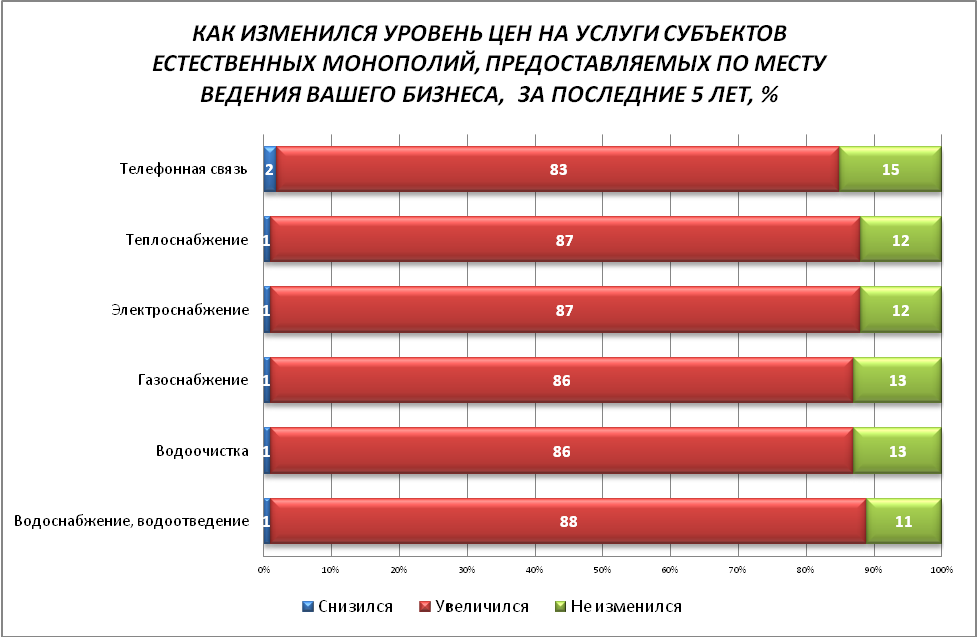 КАК ИЗМЕНИЛСЯ УРОВЕНЬ ЦЕН НА УСЛУГИ СУБЪЕКТОВ
ЕСТЕСТВЕННЫХ МОНОПОЛИЙ, ПРЕДОСТАВЛЯЕМЫХ ПО МЕСТУ
ВЕДЕНИЯ ВАШЕГО БИЗНЕСА, ЗА ПОСЛЕДНИЕ 5 ЛЕТ, %
Телефонная связь 2 83 15
Теплоснабжение 1 87 12
Электроснабжение 1 87 12
Газоснабжение 1 86 13
Водоочистка 1 86 13
Водоснабжение, водоотведение 1 88 11
0% 10% 20% 30% 40% 50% 60% 70% 80% 90% 100%
Снизился Увеличился Не изменился